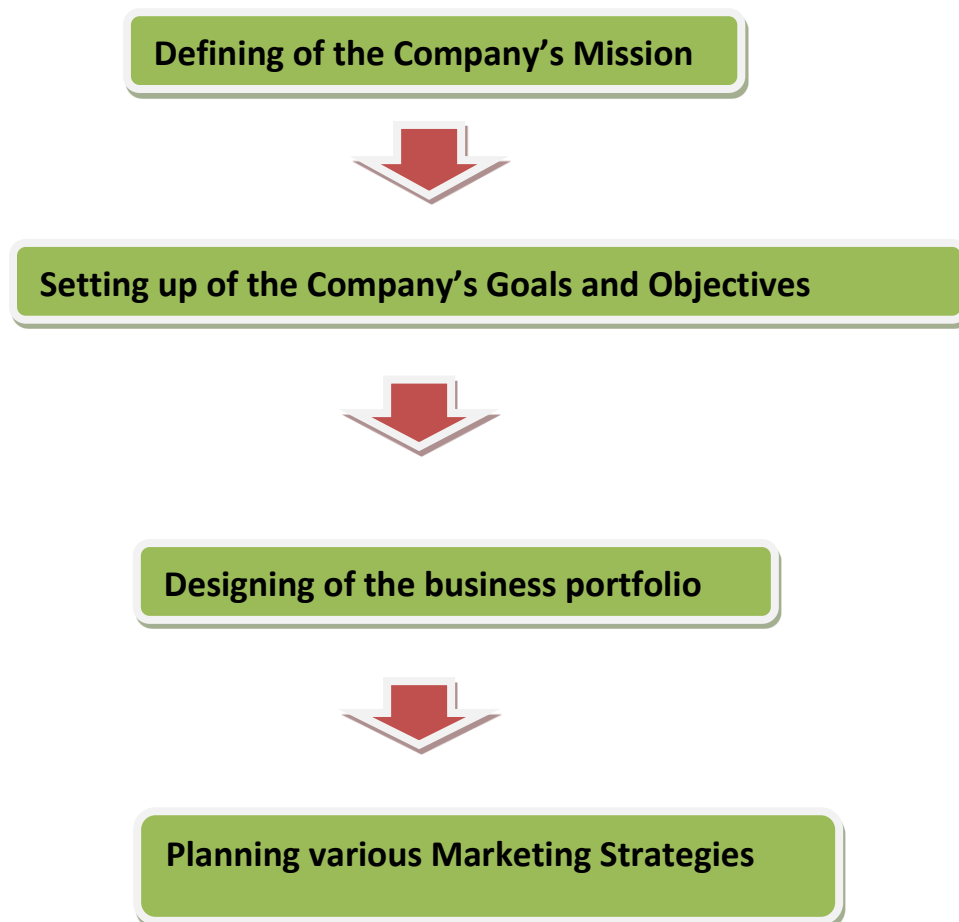 Defining of the Company’s Mission
Setting up of the Company’s Goals and Objectives
Designing of the business portfolio
Planning various Marketing Strategies